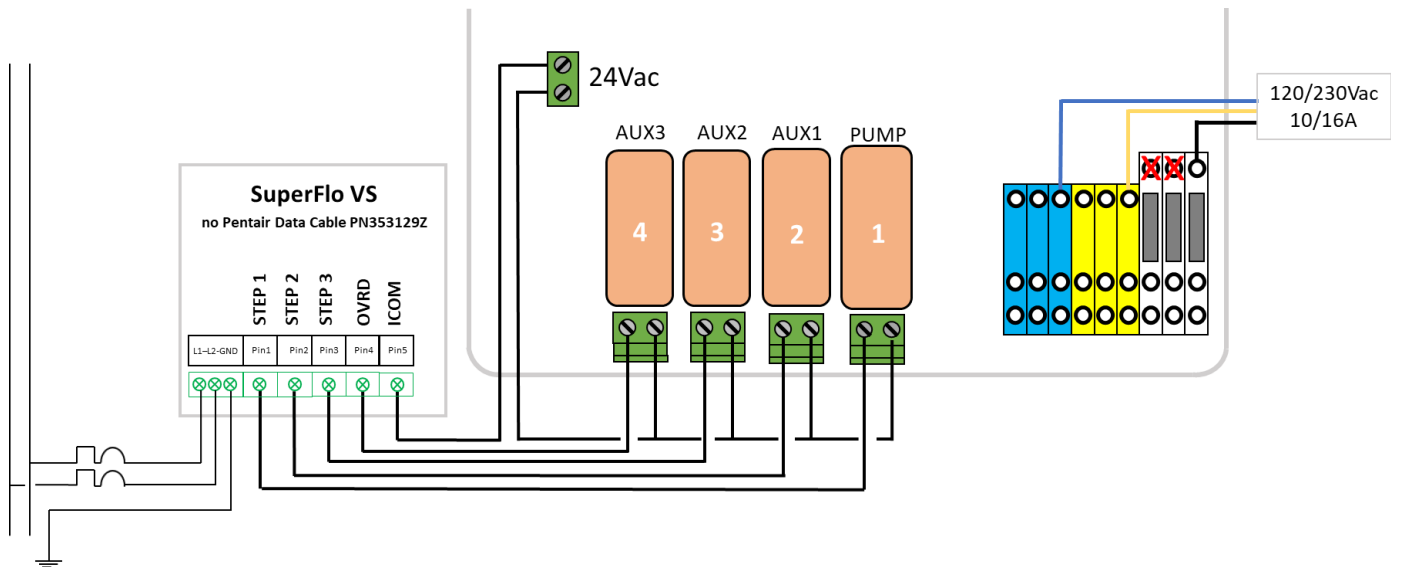 24Vac
120/230Vac
10/16A
AUX3 AUX2 AUX1 PUMP
4 3 2 1
SuperFlo VS
no Pentair Data Cable PN353129Z
STEP 1
STEP 2
STEP 3
OVRD
ICOM
L1–L2-GND Pin1 Pin2 Pin3 Pin4 Pin5